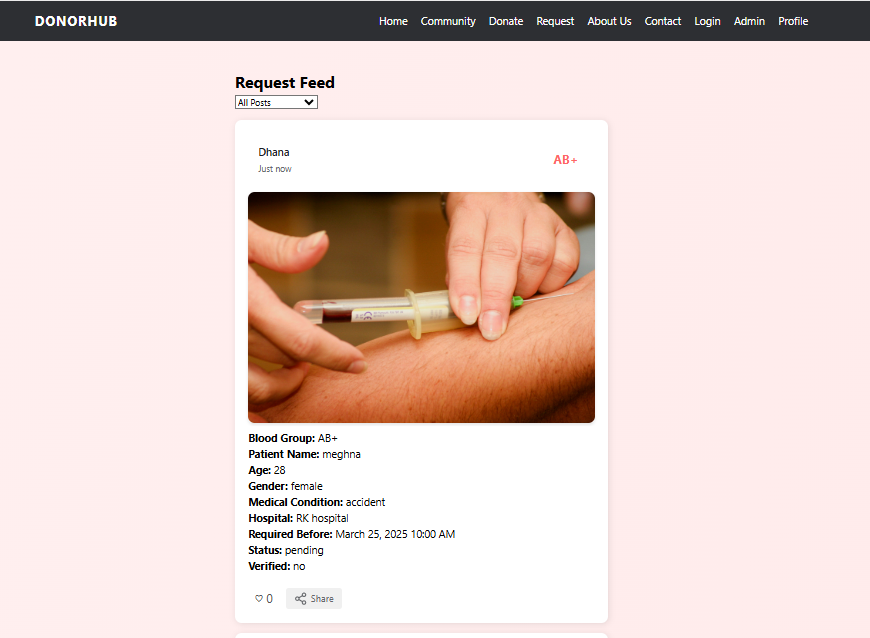 DONORHUB
Home Community Donate Request About Us Contact Login Admin Profile
Request Feed
All Posts
Dhana
Just now
AB+
Blood Group: AB+
Patient Name: meghna
Age: 28
Gender: female
Medical Condition: accident
Hospital: RK hospital
Required Before: March 25, 2025 10:00 AM
Status: pending
Verified: no
0 Share